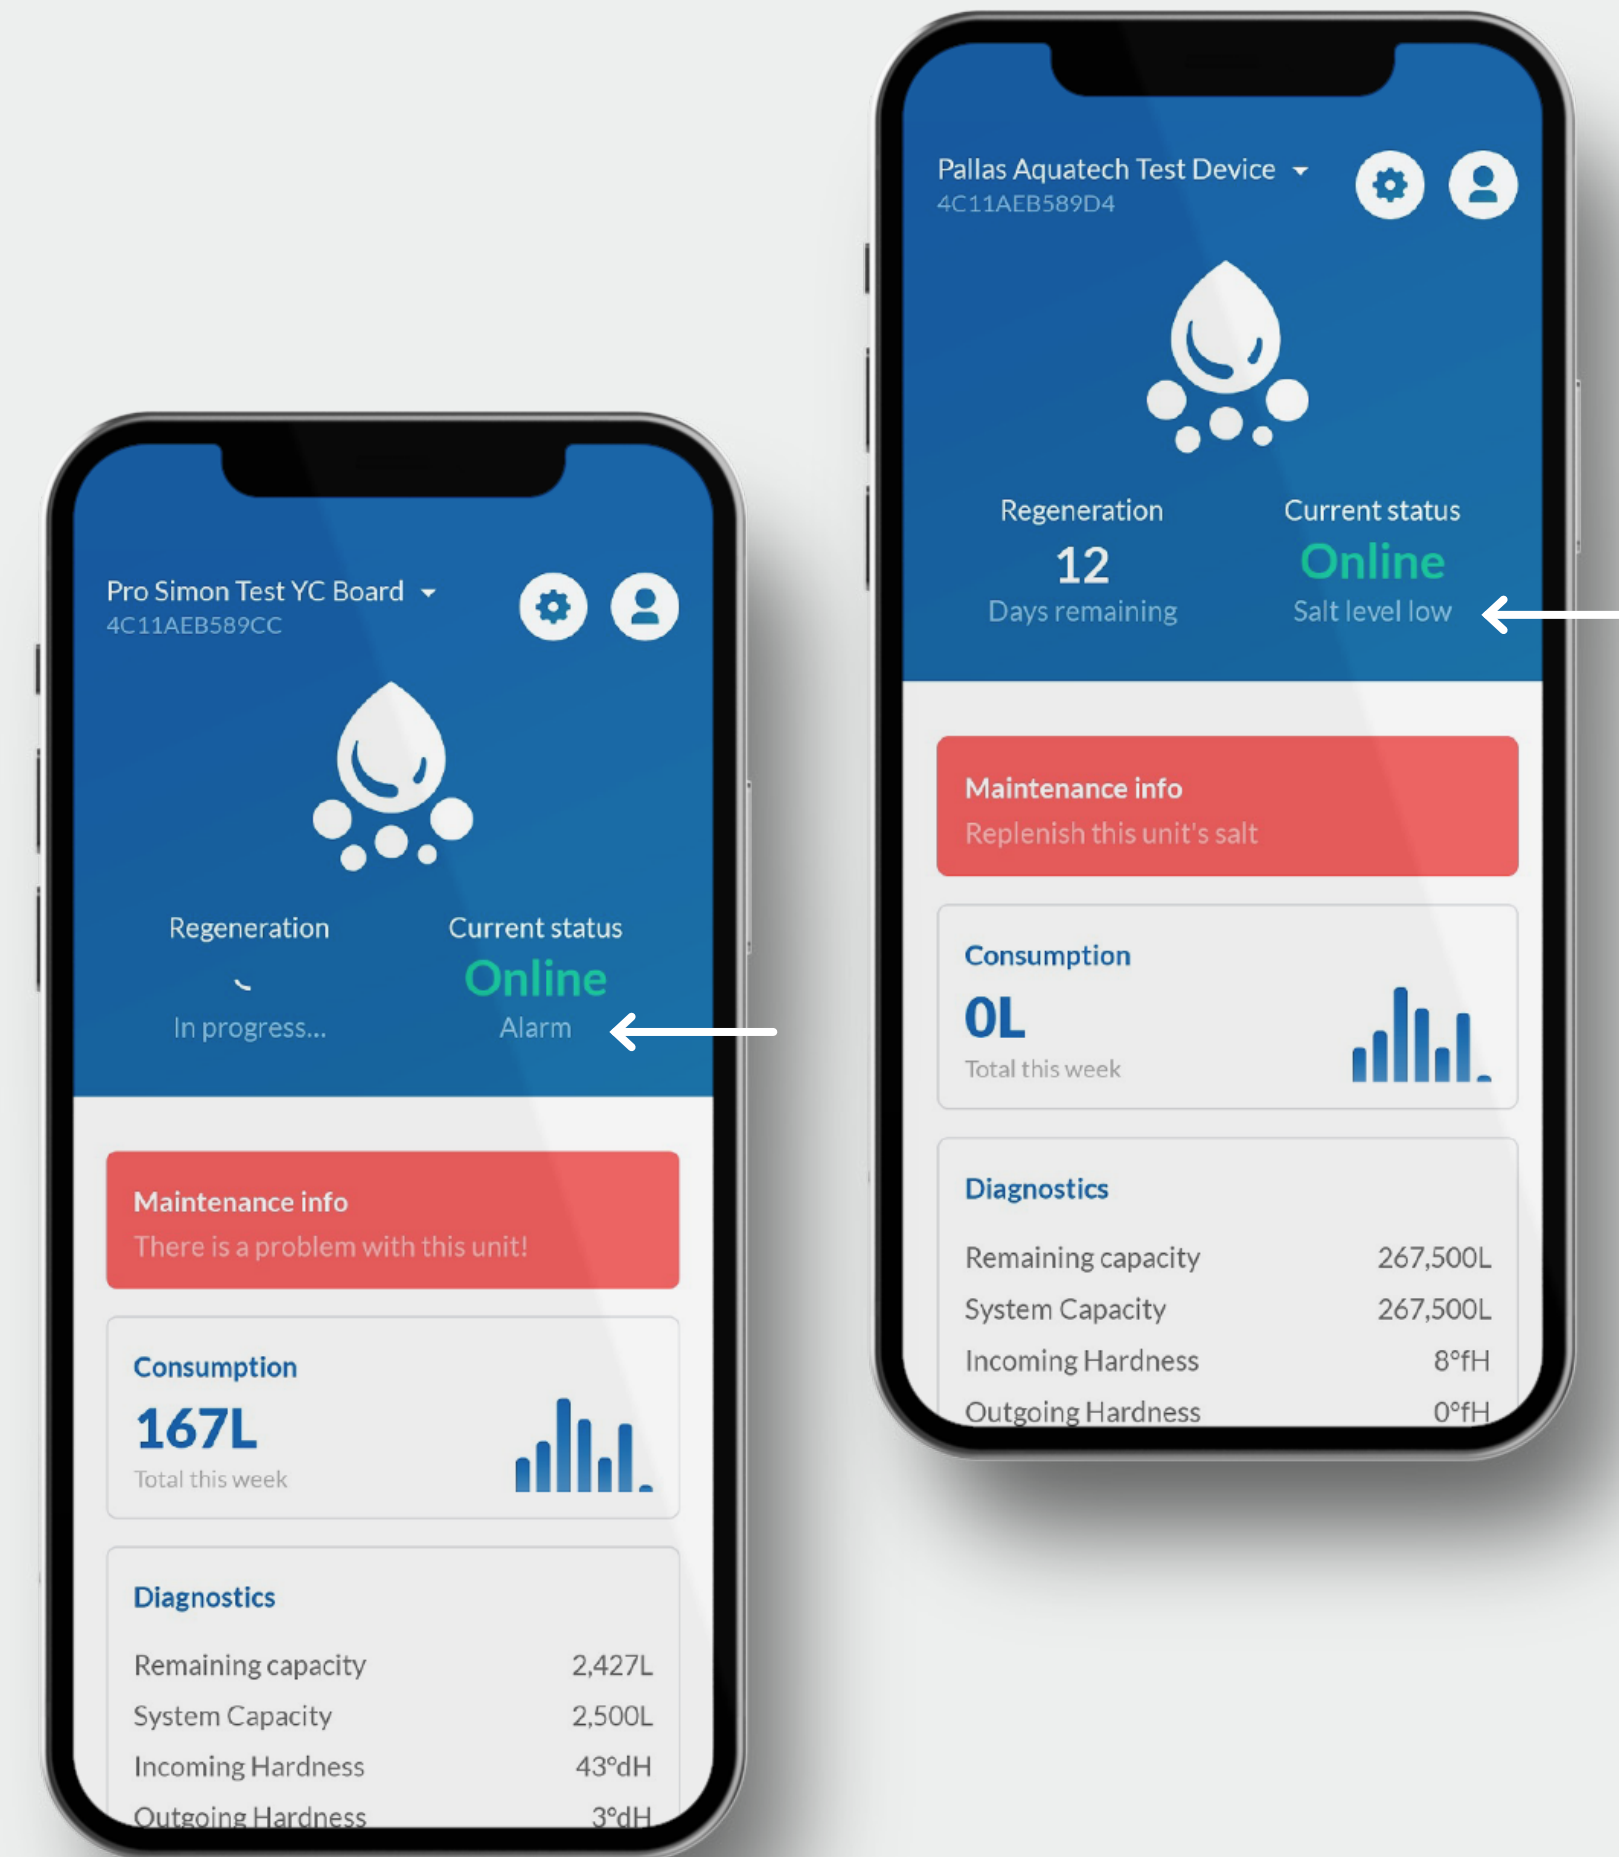 Pro Simon Test YC Board
4C11AEB589CC
Regeneration
In progress...
Current status
Online
Alarm
Maintenance info
There is a problem with this unit!
Consumption
167L
Total this week
Diagnostics
Remaining capacity 2,427L
System Capacity 2,500L
Incoming Hardness 43°dH
Outgoing Hardness 3°dH
Pallas Aquatech Test Device
4C11AEB589D4
Regeneration
12
Days remaining
Current status
Online
Salt level low
Maintenance info
Replenish this unit's salt
Consumption
0L
Total this week
Diagnostics
Remaining capacity 267,500L
System Capacity 267,500L
Incoming Hardness 8°fH
Outgoing Hardness 0°fH